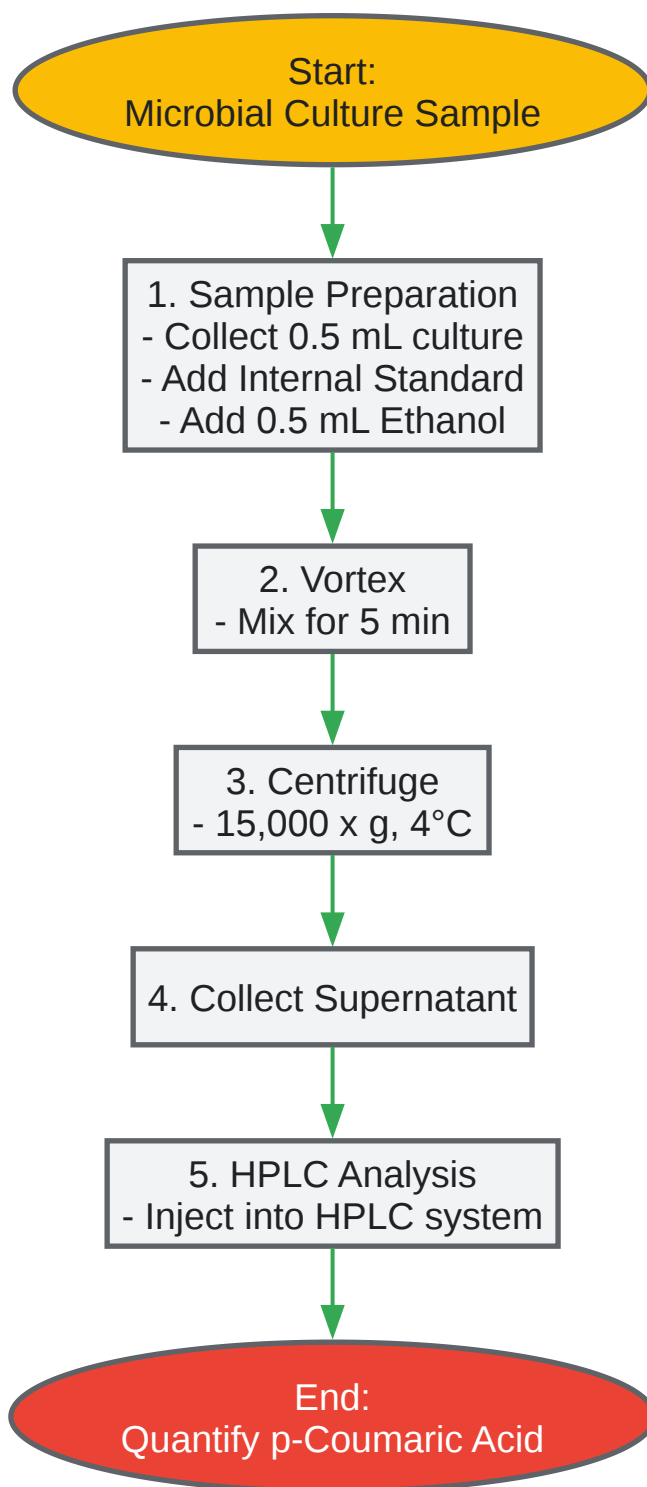 Start:
Microbial Culture Sample
1. Sample Preparation
- Collect 0.5 mL culture
- Add Internal Standard
- Add 0.5 mL Ethanol
2. Vortex
- Mix for 5 min
3. Centrifuge
- 15,000 x g, 4°C
4. Collect Supernatant
5. HPLC Analysis
- Inject into HPLC system
End:
Quantify p-Coumaric Acid